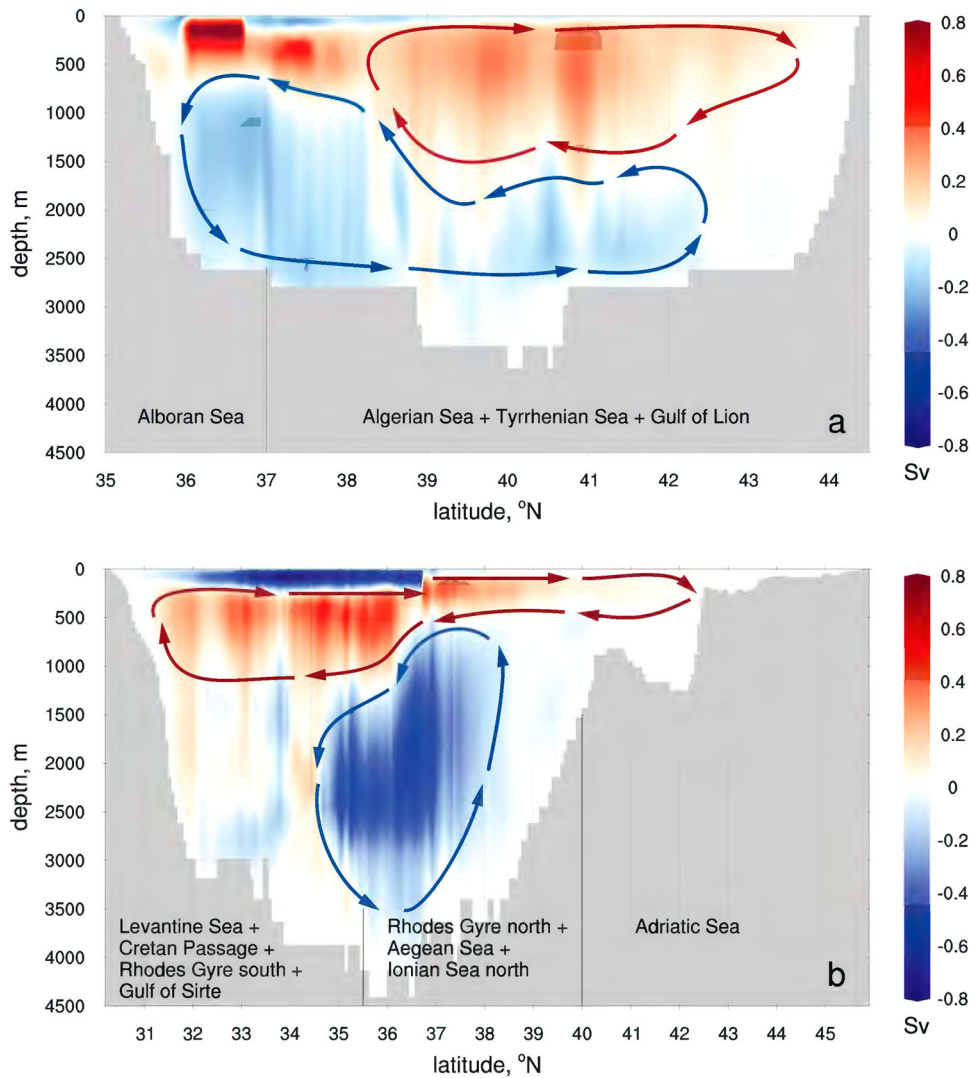 0
500
1000
1500
2000
2500
3000
3500
4000
4500
depth, m
Alboran Sea
Algerian Sea + Tyrrhenian Sea + Gulf of Lion
a
35 36 37 38 39 40 41 42 43 44
latitude, °N
0.8
0.6
0.4
0.2
0
-0.2
-0.4
-0.6
-0.8
Sv
0
500
1000
1500
2000
2500
3000
3500
4000
4500
depth, m
Levantine Sea +
Cretan Passage +
Rhodes Gyre south +
Gulf of Sirte
Rhodes Gyre north +
Aegean Sea +
Ionian Sea north
Adriatic Sea
b
31 32 33 34 35 36 37 38 39 40 41 42 43 44 45
latitude, °N
0.8
0.6
0.4
0.2
0
-0.2
-0.4
-0.6
-0.8
Sv